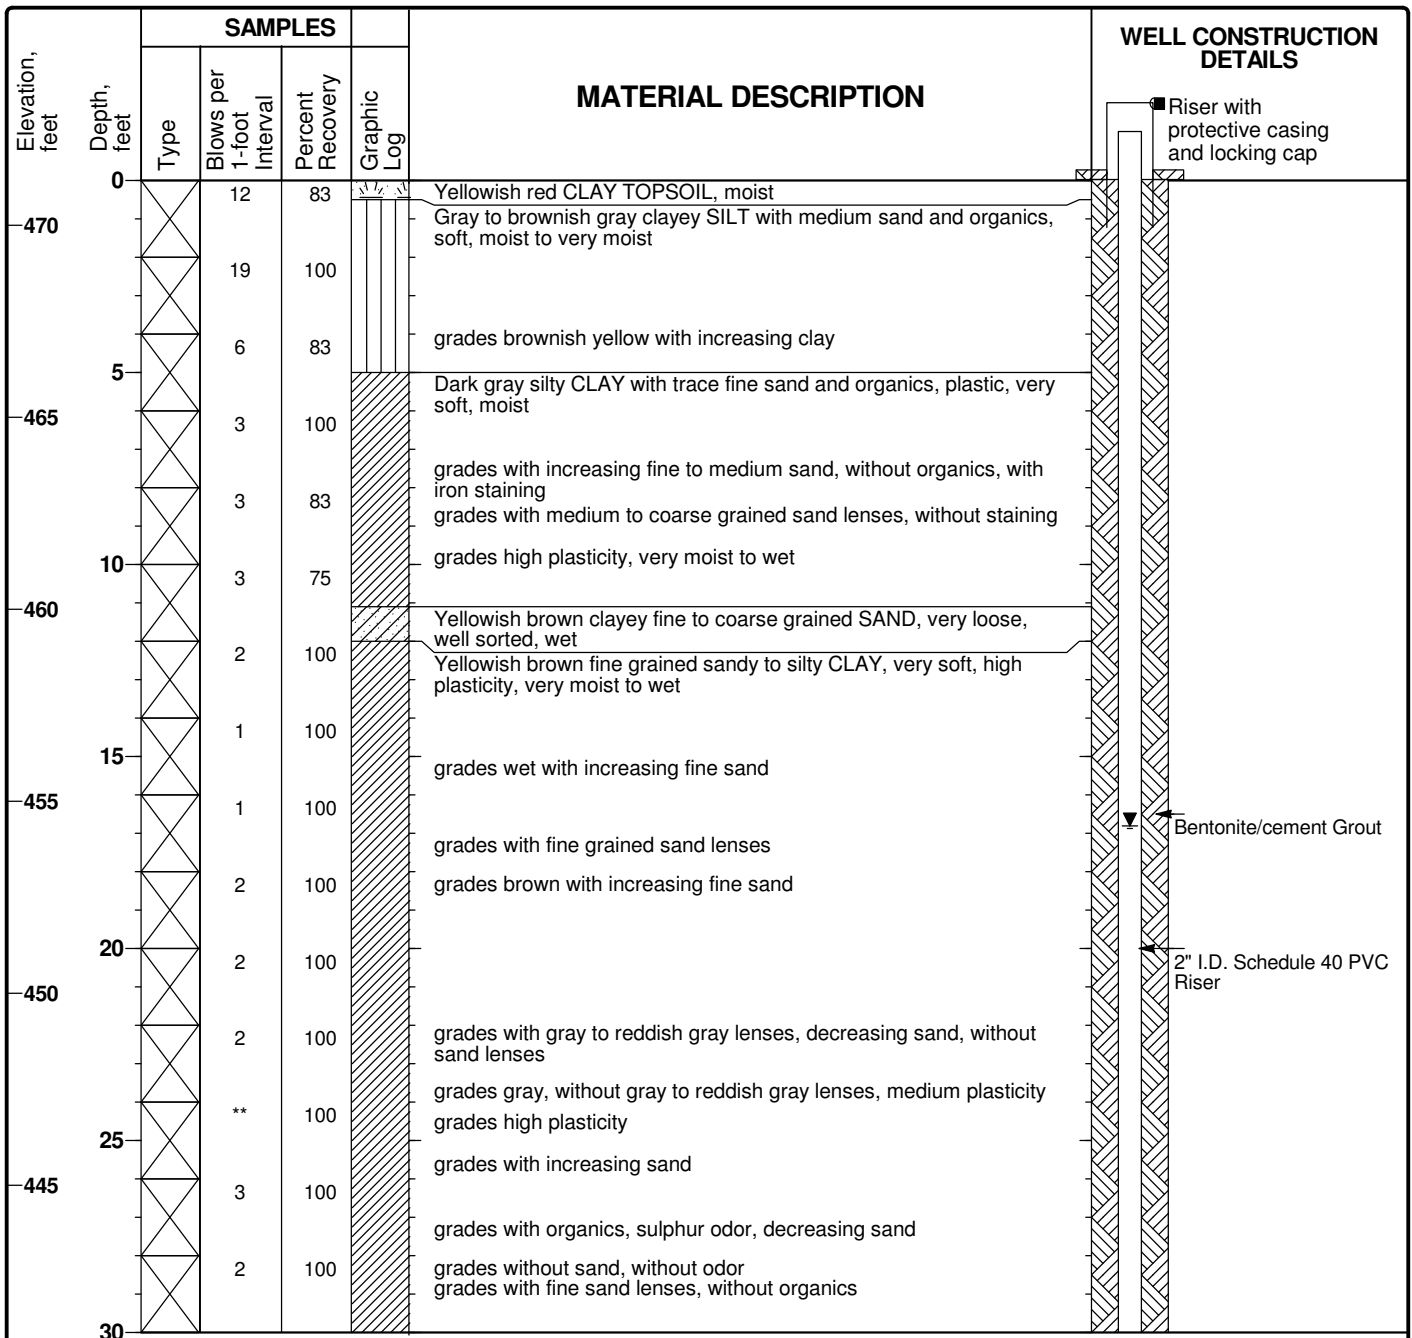 SAMPLES
WELL CONSTRUCTION
DETAILS
Elevation,
feet
Depth,
feet
Type
Blows per
1-foot
Interval
Percent
Recovery
Graphic
Log
MATERIAL DESCRIPTION
Riser with
protective casing
and locking cap
0
12 83 Yellowish red CLAY TOPSOIL, moist
470
Gray to brownish gray clayey SILT with medium sand and organics,
soft, moist to very moist
19 100
6 83 grades brownish yellow with increasing clay
5
Dark gray silty CLAY with trace fine sand and organics, plastic, very
soft, moist
465
3 100
grades with increasing fine to medium sand, without organics, with
iron staining
3 83
grades with medium to coarse grained sand lenses, without staining
10
grades high plasticity, very moist to wet
3 75
460
Yellowish brown clayey fine to coarse grained SAND, very loose,
well sorted, wet
2 100
Yellowish brown fine grained sandy to silty CLAY, very soft, high
plasticity, very moist to wet
1 100
15
grades wet with increasing fine sand
455
1 100
Bentonite/cement Grout
grades with fine grained sand lenses
2 100 grades brown with increasing fine sand
20
2 100
2" I.D. Schedule 40 PVC
Riser
450
2 100
grades with gray to reddish gray lenses, decreasing sand, without
sand lenses
grades gray, without gray to reddish gray lenses, medium plasticity
** 100
grades high plasticity
25
grades with increasing sand
445
3 100
grades with organics, sulphur odor, decreasing sand
2 100 grades without sand, without odor
grades with fine sand lenses, without organics
30